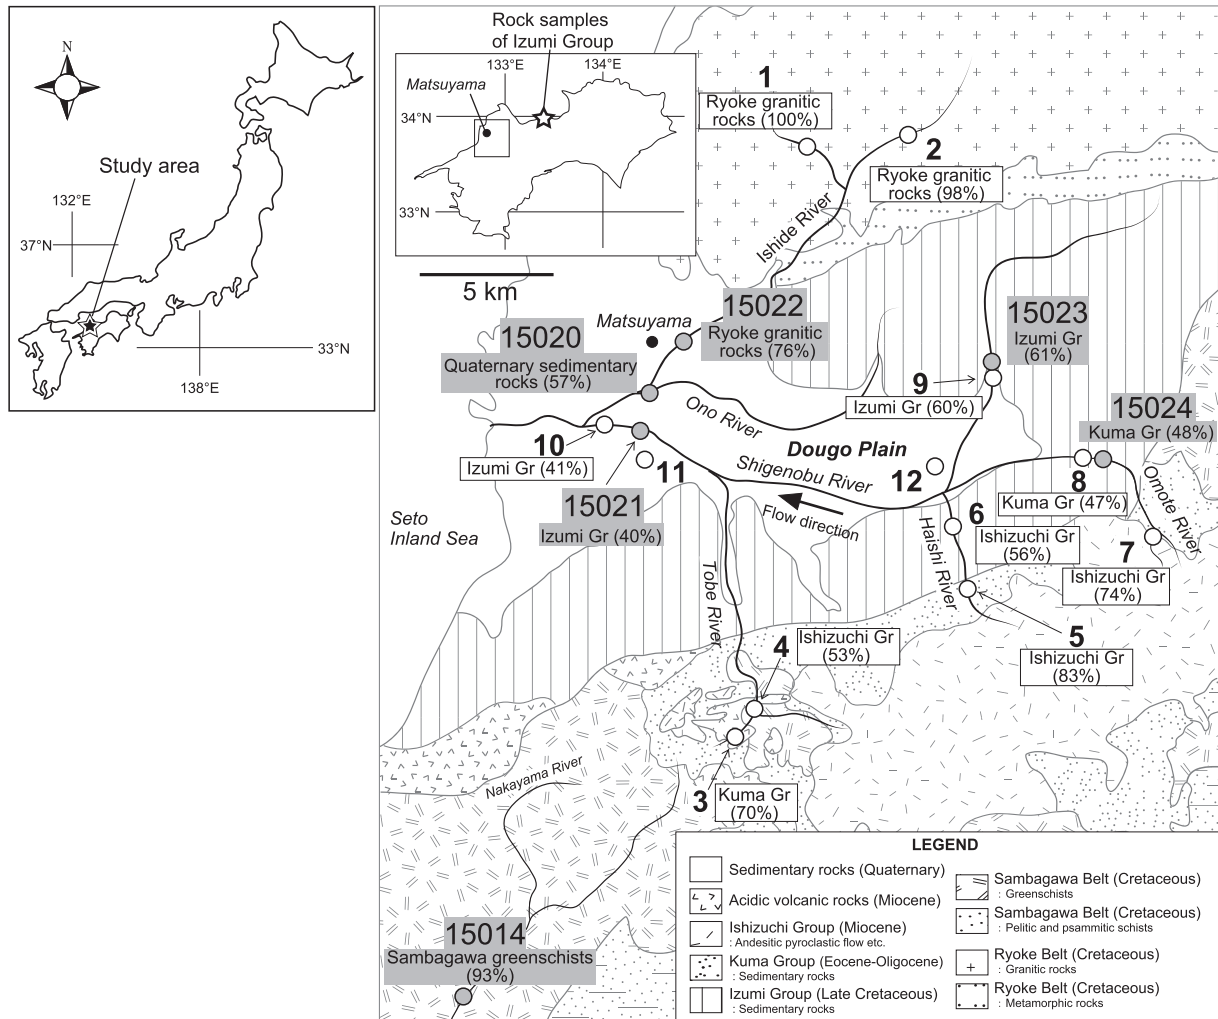 N
Study area
132°E
37°N
33°N
138°E
Rock samples
of Izumi Group
133°E
134°E
Matsuyama
34°N
33°N
5 km
1
Ryoke granitic
rocks (100%)
2
Ryoke granitic
rocks (98%)
Ishide River
15022
Ryoke granitic
rocks (76%)
15023
Izumi Gr
(61%)
Matsuyama
15020
Quaternary sedimentary
rocks (57%)
9
Izumi Gr (60%)
15024
Kuma Gr (48%)
Ono River
Dougo Plain
10
Izumi Gr (41%)
11
Shigenobu River
12
8
Kuma Gr (47%)
Omote River
15021
Izumi Gr (40%)
Flow direction
Seto
Inland Sea
Haishi River
6
Ishizuchi Gr
(56%)
7
Ishizuchi Gr
(74%)
Tobe River
4
Ishizuchi Gr
(53%)
5
Ishizuchi Gr
(83%)
Nakayama River
3
Kuma Gr
(70%)
15014
Sambagawa greenschists
(93%)
LEGEND
Sedimentary rocks (Quaternary)
Acidic volcanic rocks (Miocene)
Ishizuchi Group (Miocene)
: Andesitic pyroclastic flow etc.
Kuma Group (Eocene-Oligocene)
: Sedimentary rocks
Izumi Group (Late Cretaceous)
: Sedimentary rocks
Sambagawa Belt (Cretaceous)
: Greenschists
Sambagawa Belt (Cretaceous)
: Pelitic and psammitic schists
Ryoke Belt (Cretaceous)
: Granitic rocks
Ryoke Belt (Cretaceous)
: Metamorphic rocks